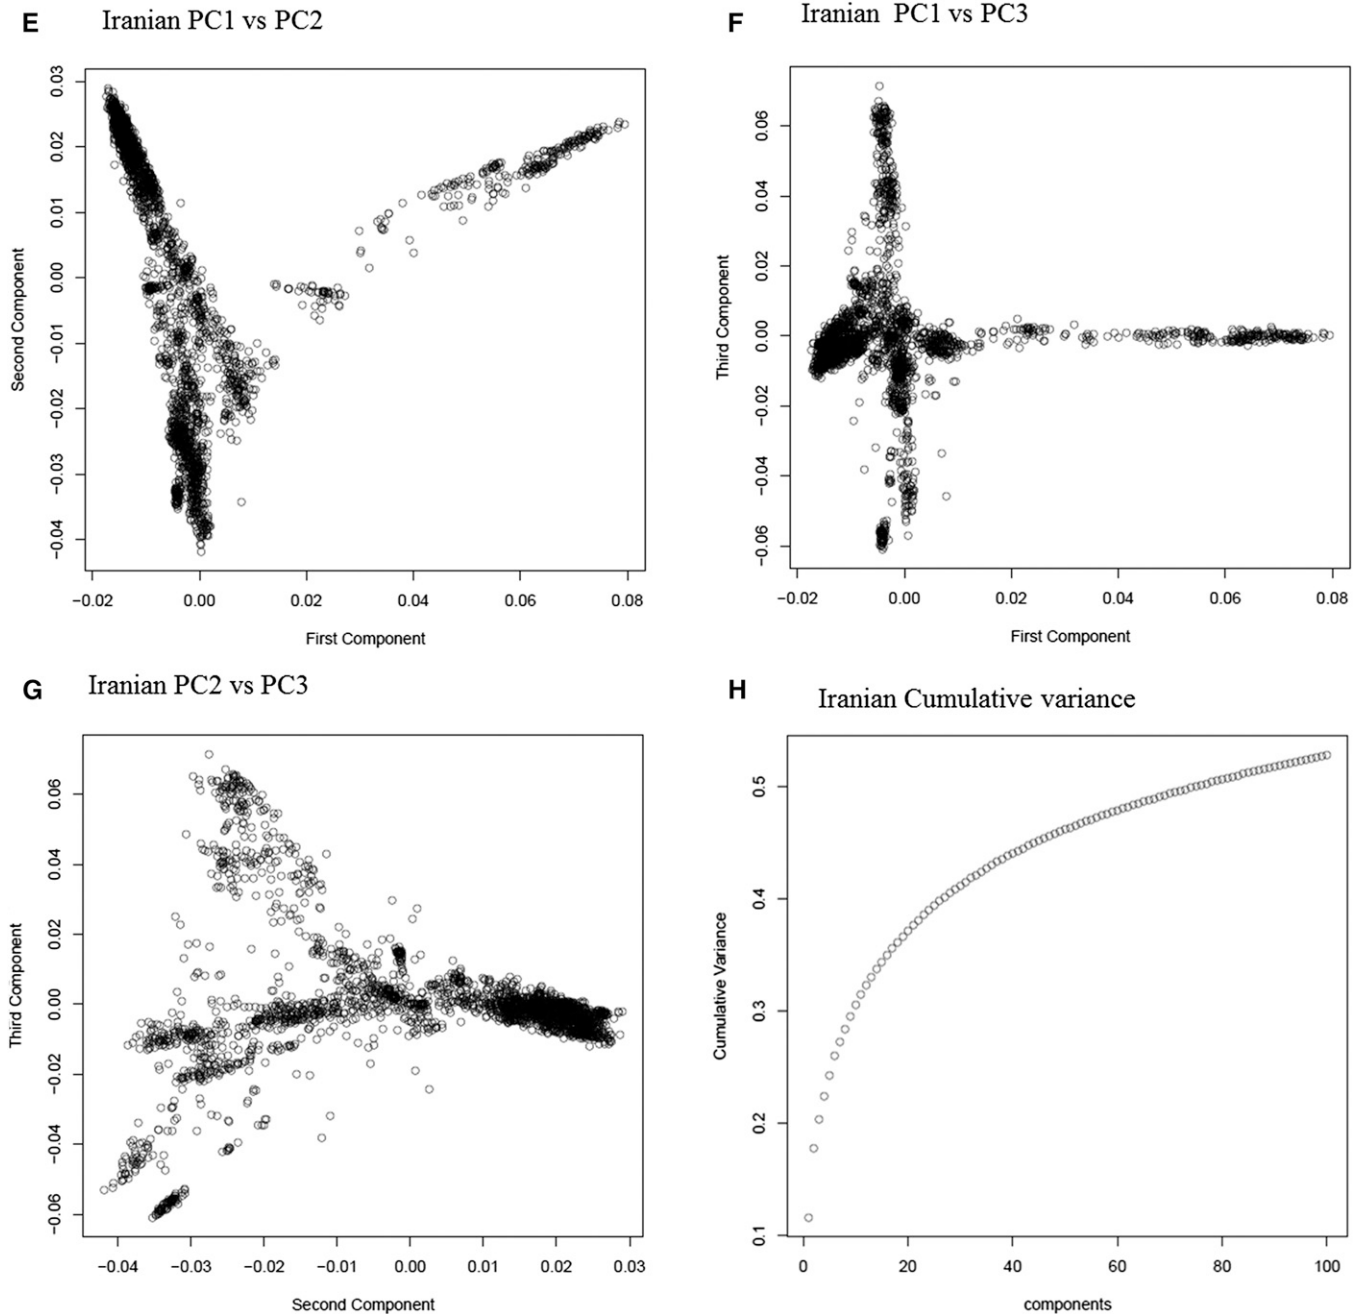 E Iranian PC1 vs PC2
0.03
0.02
0.01
0.00
−0.01
−0.02
−0.03
−0.04
Second Component
−0.02 0.00 0.02 0.04 0.06 0.08
First Component
F Iranian PC1 vs PC3
0.06
0.04
0.02
0.00
−0.02
−0.04
−0.06
Third Component
−0.02 0.00 0.02 0.04 0.06 0.08
First Component
G Iranian PC2 vs PC3
0.06
0.04
0.02
0.00
−0.02
−0.04
−0.06
Third Component
−0.04 −0.03 −0.02 −0.01 0.00 0.01 0.02 0.03
Second Component
H Iranian Cumulative variance
0.5
0.4
0.3
0.2
0.1
Cumulative Variance
0 20 40 60 80 100
components